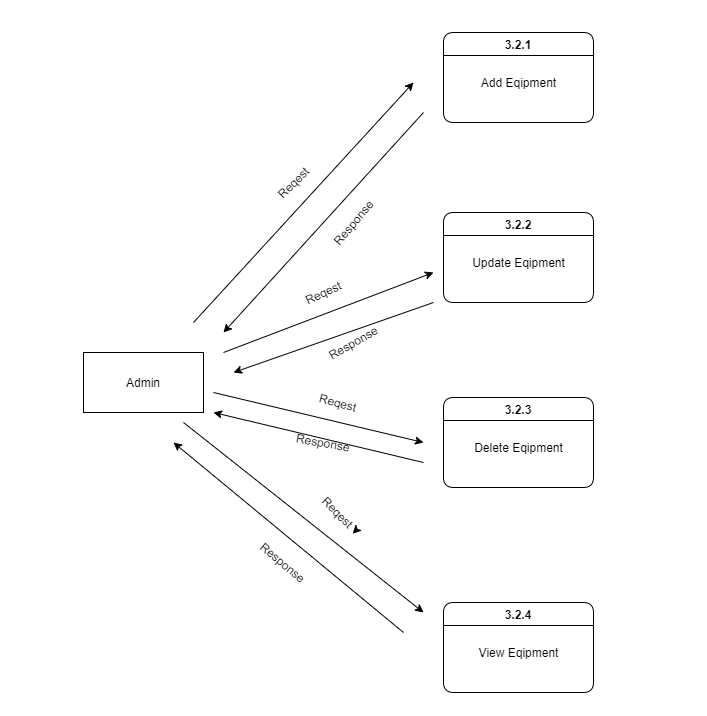 3.2.1
Add Eqipment
Reqest
Response
3.2.2
Update Eqipment
Reqest
Response
Admin
Reqest
Response
3.2.3
Delete Eqipment
Reqest
Response
3.2.4
View Eqipment